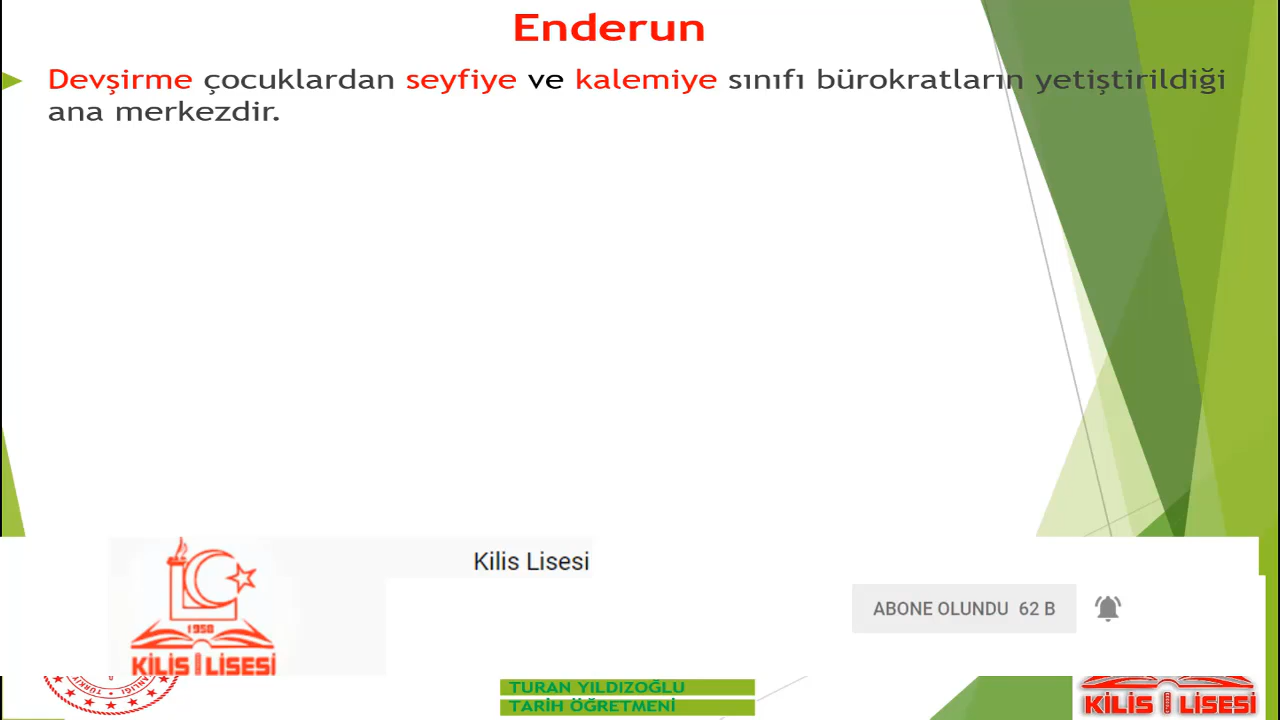 Enderun
Devşirme çocuklardan seyfiye ve kalemiye sınıfı bürokratların yetiştirildiği
ana merkezdir.
Kilis Lisesi
ABONE OLUNDU 62 B
1950
KİLİS LİSESİ
TURAN YILDIZOĞLU
TARİH ÖĞRETMENİ
KİLİS LİSESİ